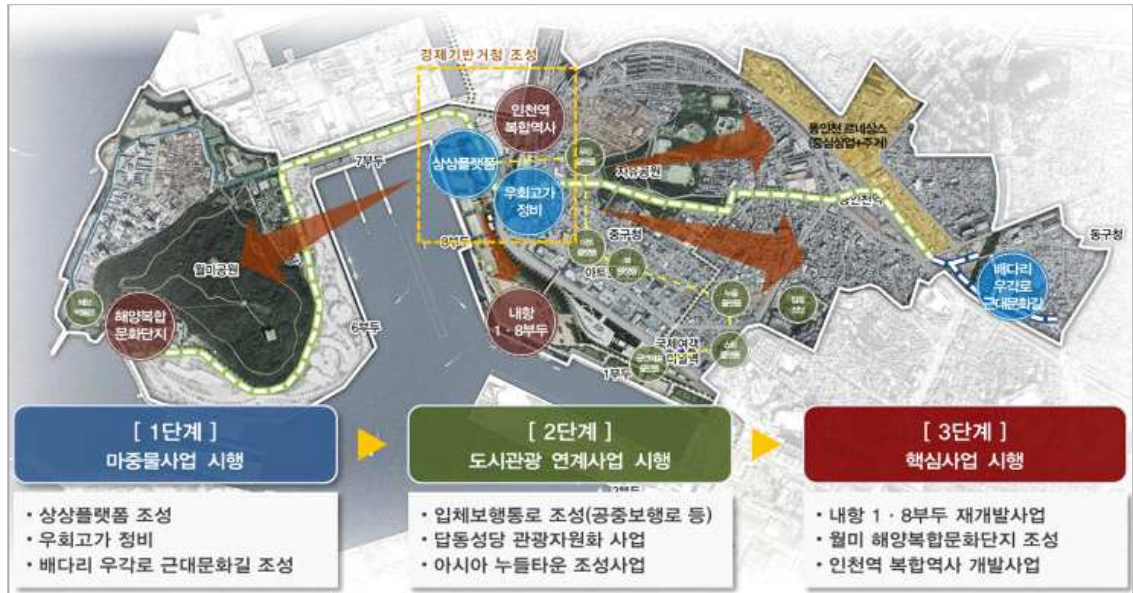 경제기반거점 조성
인천역
복합역사
상상플랫폼
우회고가
정비
7부두
자유공원
(중심상업+주거)
동인천역
동구청
배다리
우각로
근대문화길
중구청
8부두
월미공원
해양복합
문화단지
6부두
내항
1·8부두
국제여객
1부두
2부두
[ 1단계 ]
마중물사업 시행
[ 2단계 ]
도시관광 연계사업 시행
[ 3단계 ]
핵심사업 시행
• 상상플랫폼 조성
• 우회고가 정비
• 배다리 우각로 근대문화길 조성
• 입체보행통로 조성(공중보행로 등)
• 답동성당 관광자원화 사업
• 아시아 누들타운 조성사업
• 내항 1·8부두 재개발사업
• 월미 해양복합문화단지 조성
• 인천역 복합역사 개발사업